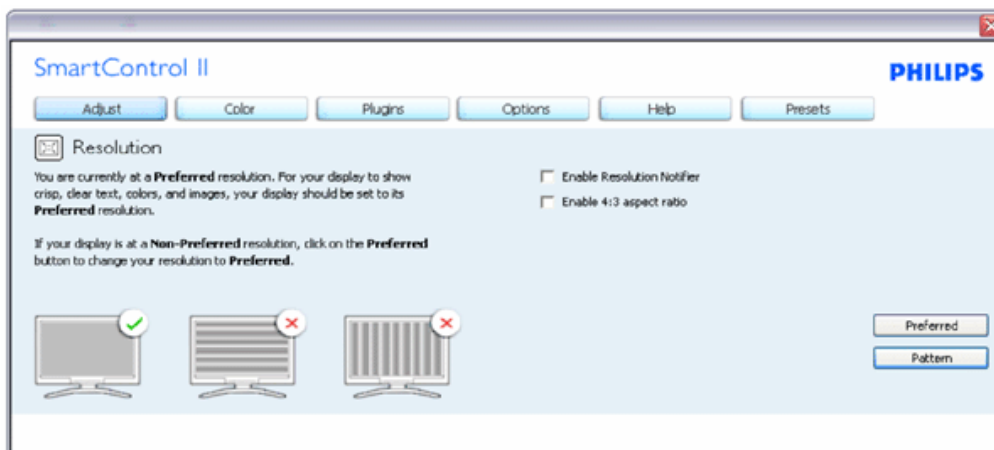 SmartControl II
PHILIPS
Adjust Color Plugins Options Help Presets
Resolution
You are currently at a Preferred resolution. For your display to show
crisp, clear text, colors, and images, your display should be set to its
Preferred resolution.
If your display is at a Non-Preferred resolution, click on the Preferred
button to change your resolution to Preferred.
Enable Resolution Notifier
Enable 4:3 aspect ratio
Preferred
Pattern